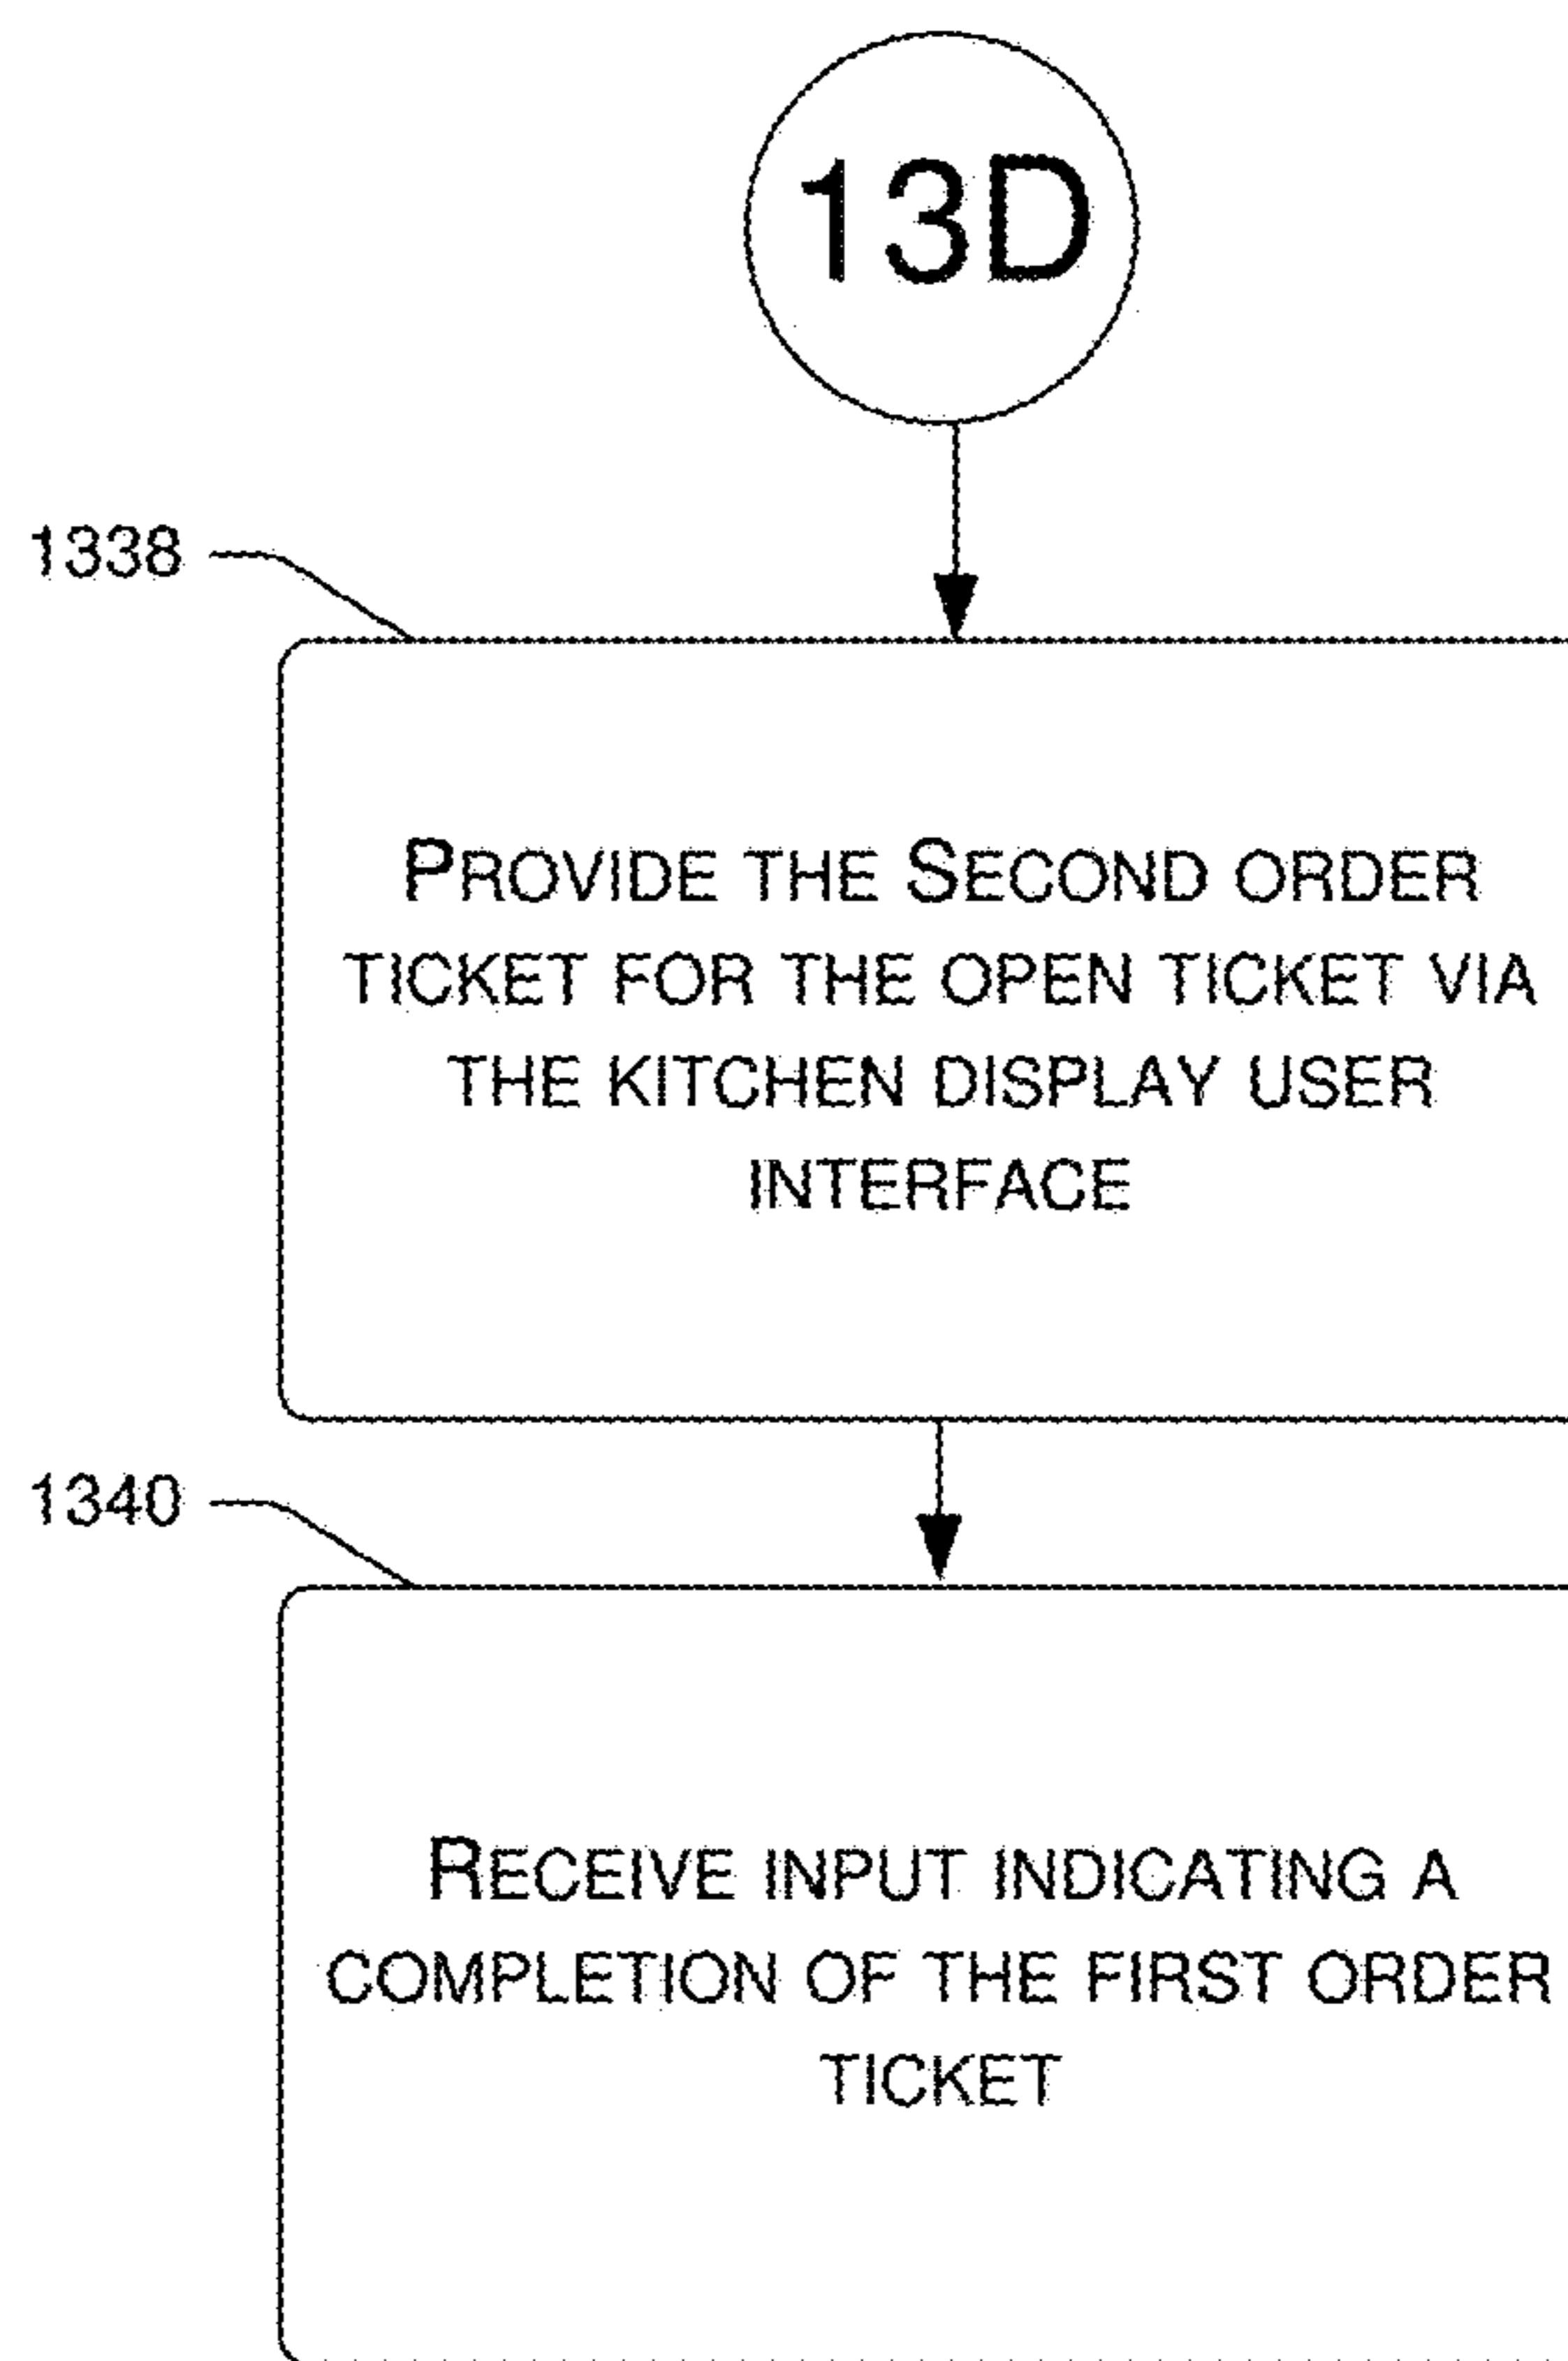 13D
1338
PROVIDE THE SECOND ORDER
TICKET FOR THE OPEN TICKET VIA
THE KITCHEN DISPLAY USER
INTERFACE
1340
RECEIVE INPUT INDICATING A
COMPLETION OF THE FIRST ORDER
TICKET